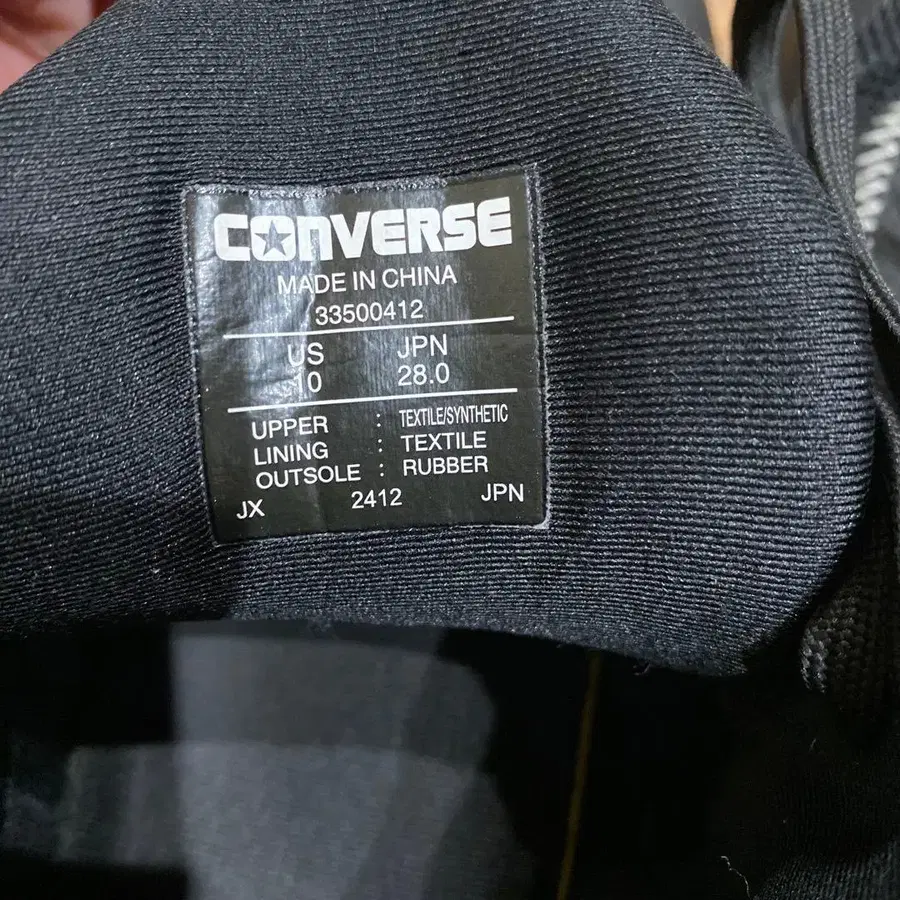 CONVERSE
MADE IN CHINA
33500412
US JPN
10 28.0
UPPER : TEXTILE/SYNTHETIC
LINING : TEXTILE
OUTSOLE : RUBBER
JX 2412 JPN